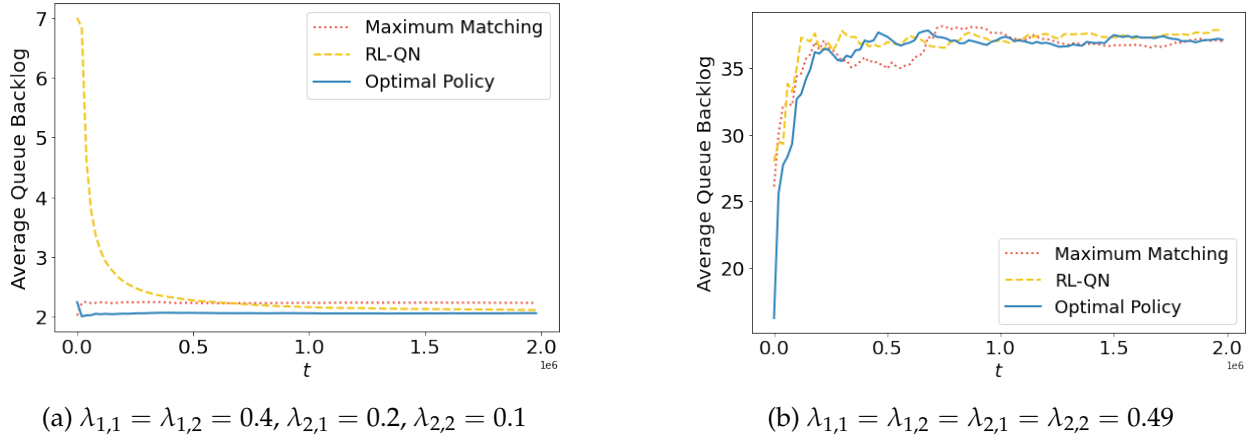 7
6
5
4
3
2
Average Queue Backlog
Maximum Matching
RL-QN
Optimal Policy
0.0
0.5
1.0
1.5
2.0
1e6
t
(a) λ1,1 = λ1,2 = 0.4, λ2,1 = 0.2, λ2,2 = 0.1
35
30
25
20
Average Queue Backlog
Maximum Matching
RL-QN
Optimal Policy
0.0
0.5
1.0
1.5
2.0
1e6
t
(b) λ1,1 = λ1,2 = λ2,1 = λ2,2 = 0.49